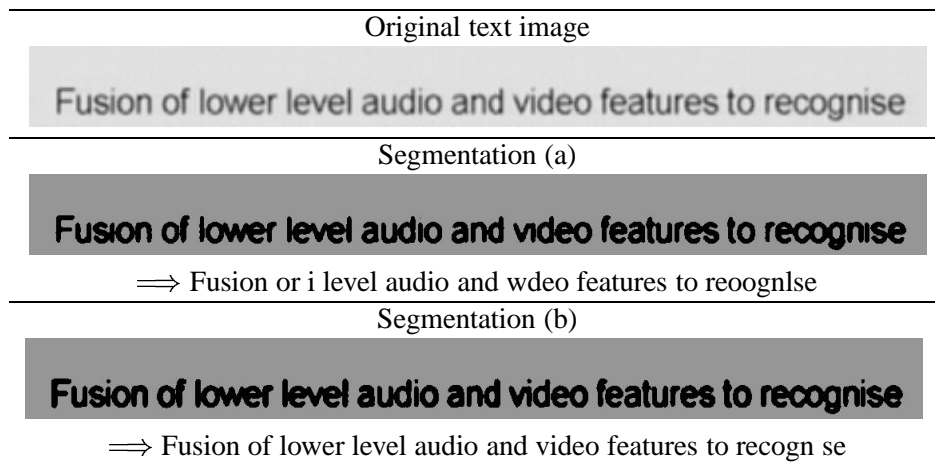 Original text image
Fusion of lower level audio and video features to recognise
Segmentation (a)
Fusion of lower level audio and video features to recognise
⟹ Fusion or i level audio and wdeo features to reoognlse
Segmentation (b)
Fusion of lower level audio and video features to recognise
⟹ Fusion of lower level audio and video features to recogn se